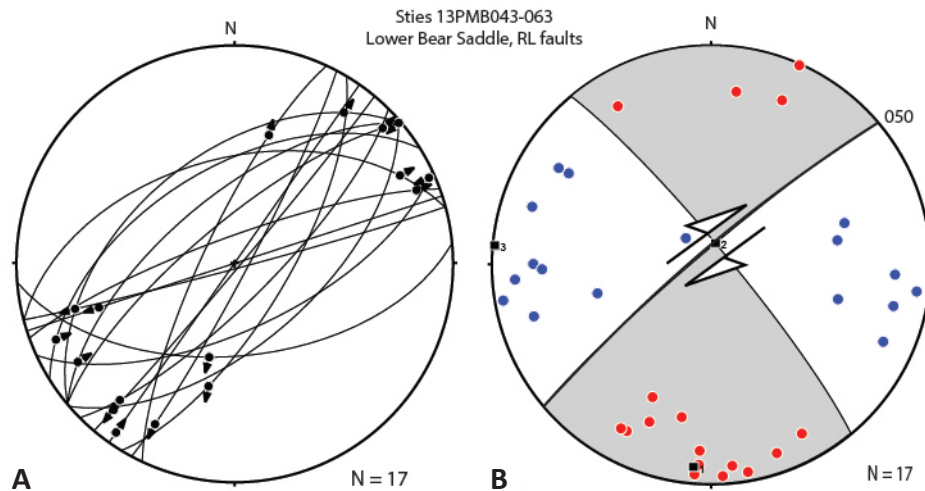 Sties 13PMB043-063
Lower Bear Saddle, RL faults
N
N
050
3
2
1
A
N = 17
B
N = 17